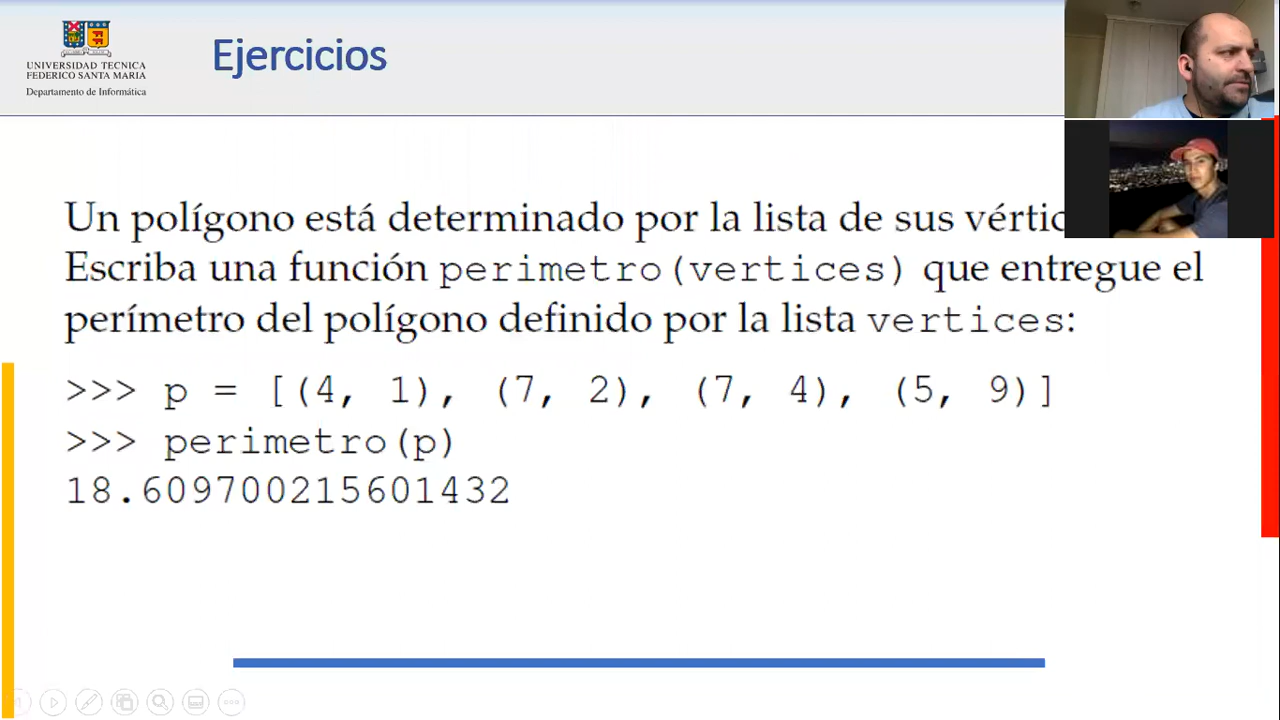 UNIVERSIDAD TECNICA
FEDERICO SANTA MARIA
Departamento de Informática
Ejercicios
Un polígono está determinado por la lista de sus
Escriba una función perimetro(vertices) que entregue el
perímetro del polígono definido por la lista vertices:
>>> p = [(4, 1), (7, 2), (7, 4), (5, 9)]
>>> perimetro(p)
18.609700215601432